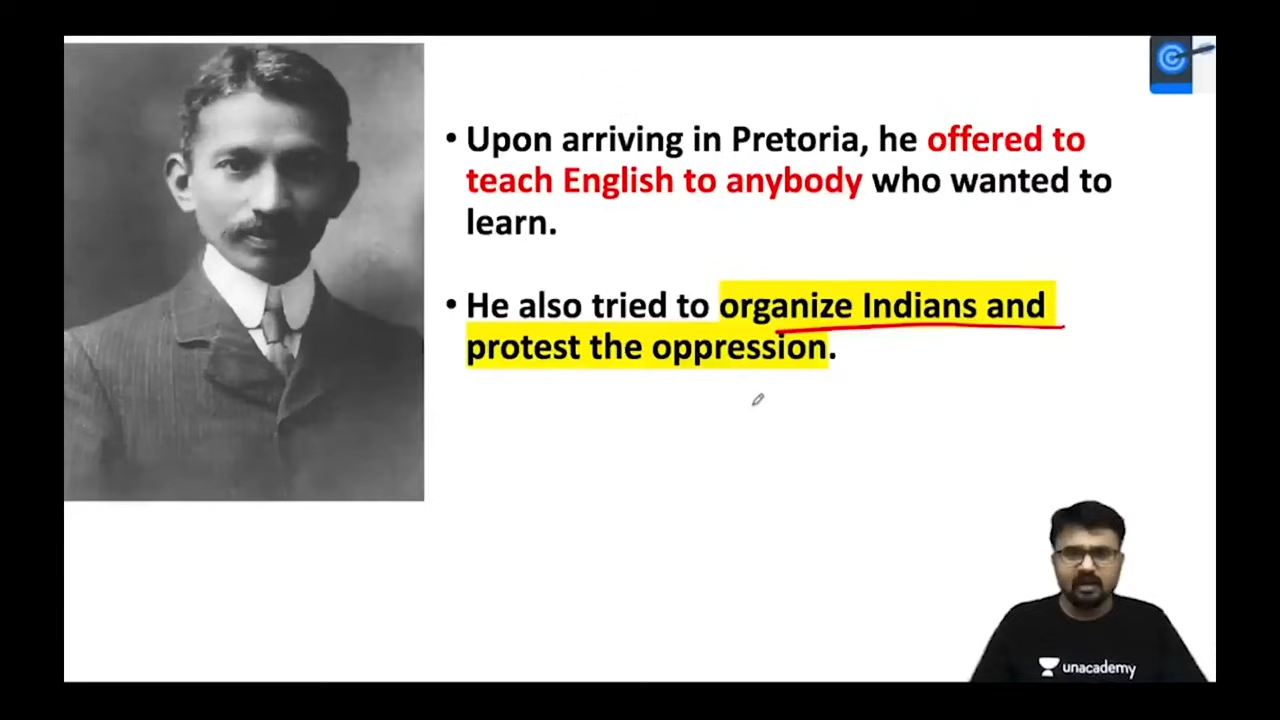 • Upon arriving in Pretoria, he offered to
teach English to anybody who wanted to
learn.
• He also tried to organize Indians and
protest the oppression.
unacademy